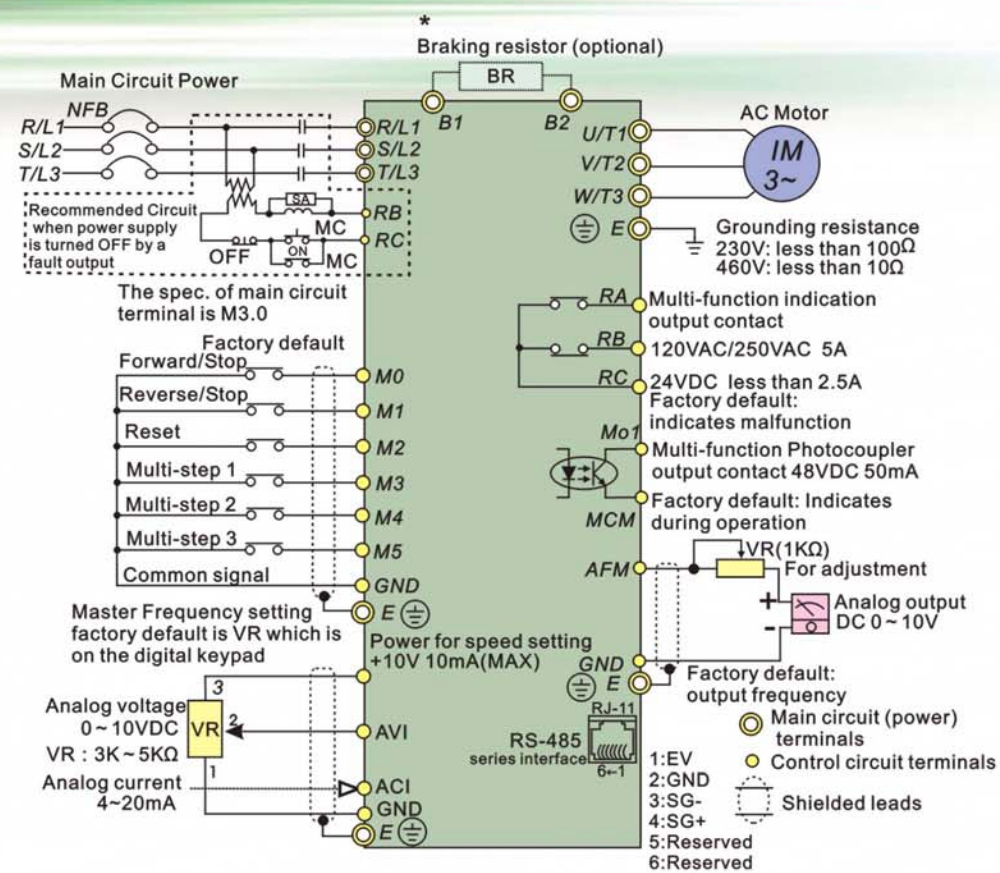 *
Braking resistor (optional)
BR
B1
B2
Main Circuit Power
NFB
R/L1
S/L2
T/L3
R/L1
S/L2
T/L3
SA
RB
MC
RC
OFF
ON
MC
Recommended Circuit
when power supply
is turned OFF by a
fault output
The spec. of main circuit
terminal is M3.0
U/T1
V/T2
W/T3
E
AC Motor
IM
3~
Grounding resistance
230V: less than 100Ω
460V: less than 10Ω
RA
Multi-function indication
output contact
RB
120VAC/250VAC 5A
RC
24VDC less than 2.5A
Factory default:
indicates malfunction
Factory default
Forward/Stop
M0
Reverse/Stop
M1
Reset
M2
Multi-step 1
M3
Multi-step 2
M4
Multi-step 3
M5
Common signal
GND
E
Mo1
Multi-function Photocoupler
output contact 48VDC 50mA
MCM
Factory default: Indicates
during operation
AFM
VR(1KΩ)
For adjustment
+
-
Analog output
DC 0~10V
GND
E
Factory default:
output frequency
Master Frequency setting
factory default is VR which is
on the digital keypad
Power for speed setting
+10V 10mA(MAX)
3
Analog voltage
0~10VDC
VR : 3K~5KΩ
VR
2
1
AVI
Analog current
4~20mA
ACI
GND
E
RJ-11
RS-485
series interface
6←1
1:EV
2:GND
3:SG-
4:SG+
5:Reserved
6:Reserved
Main circuit (power)
terminals
Control circuit terminals
Shielded leads